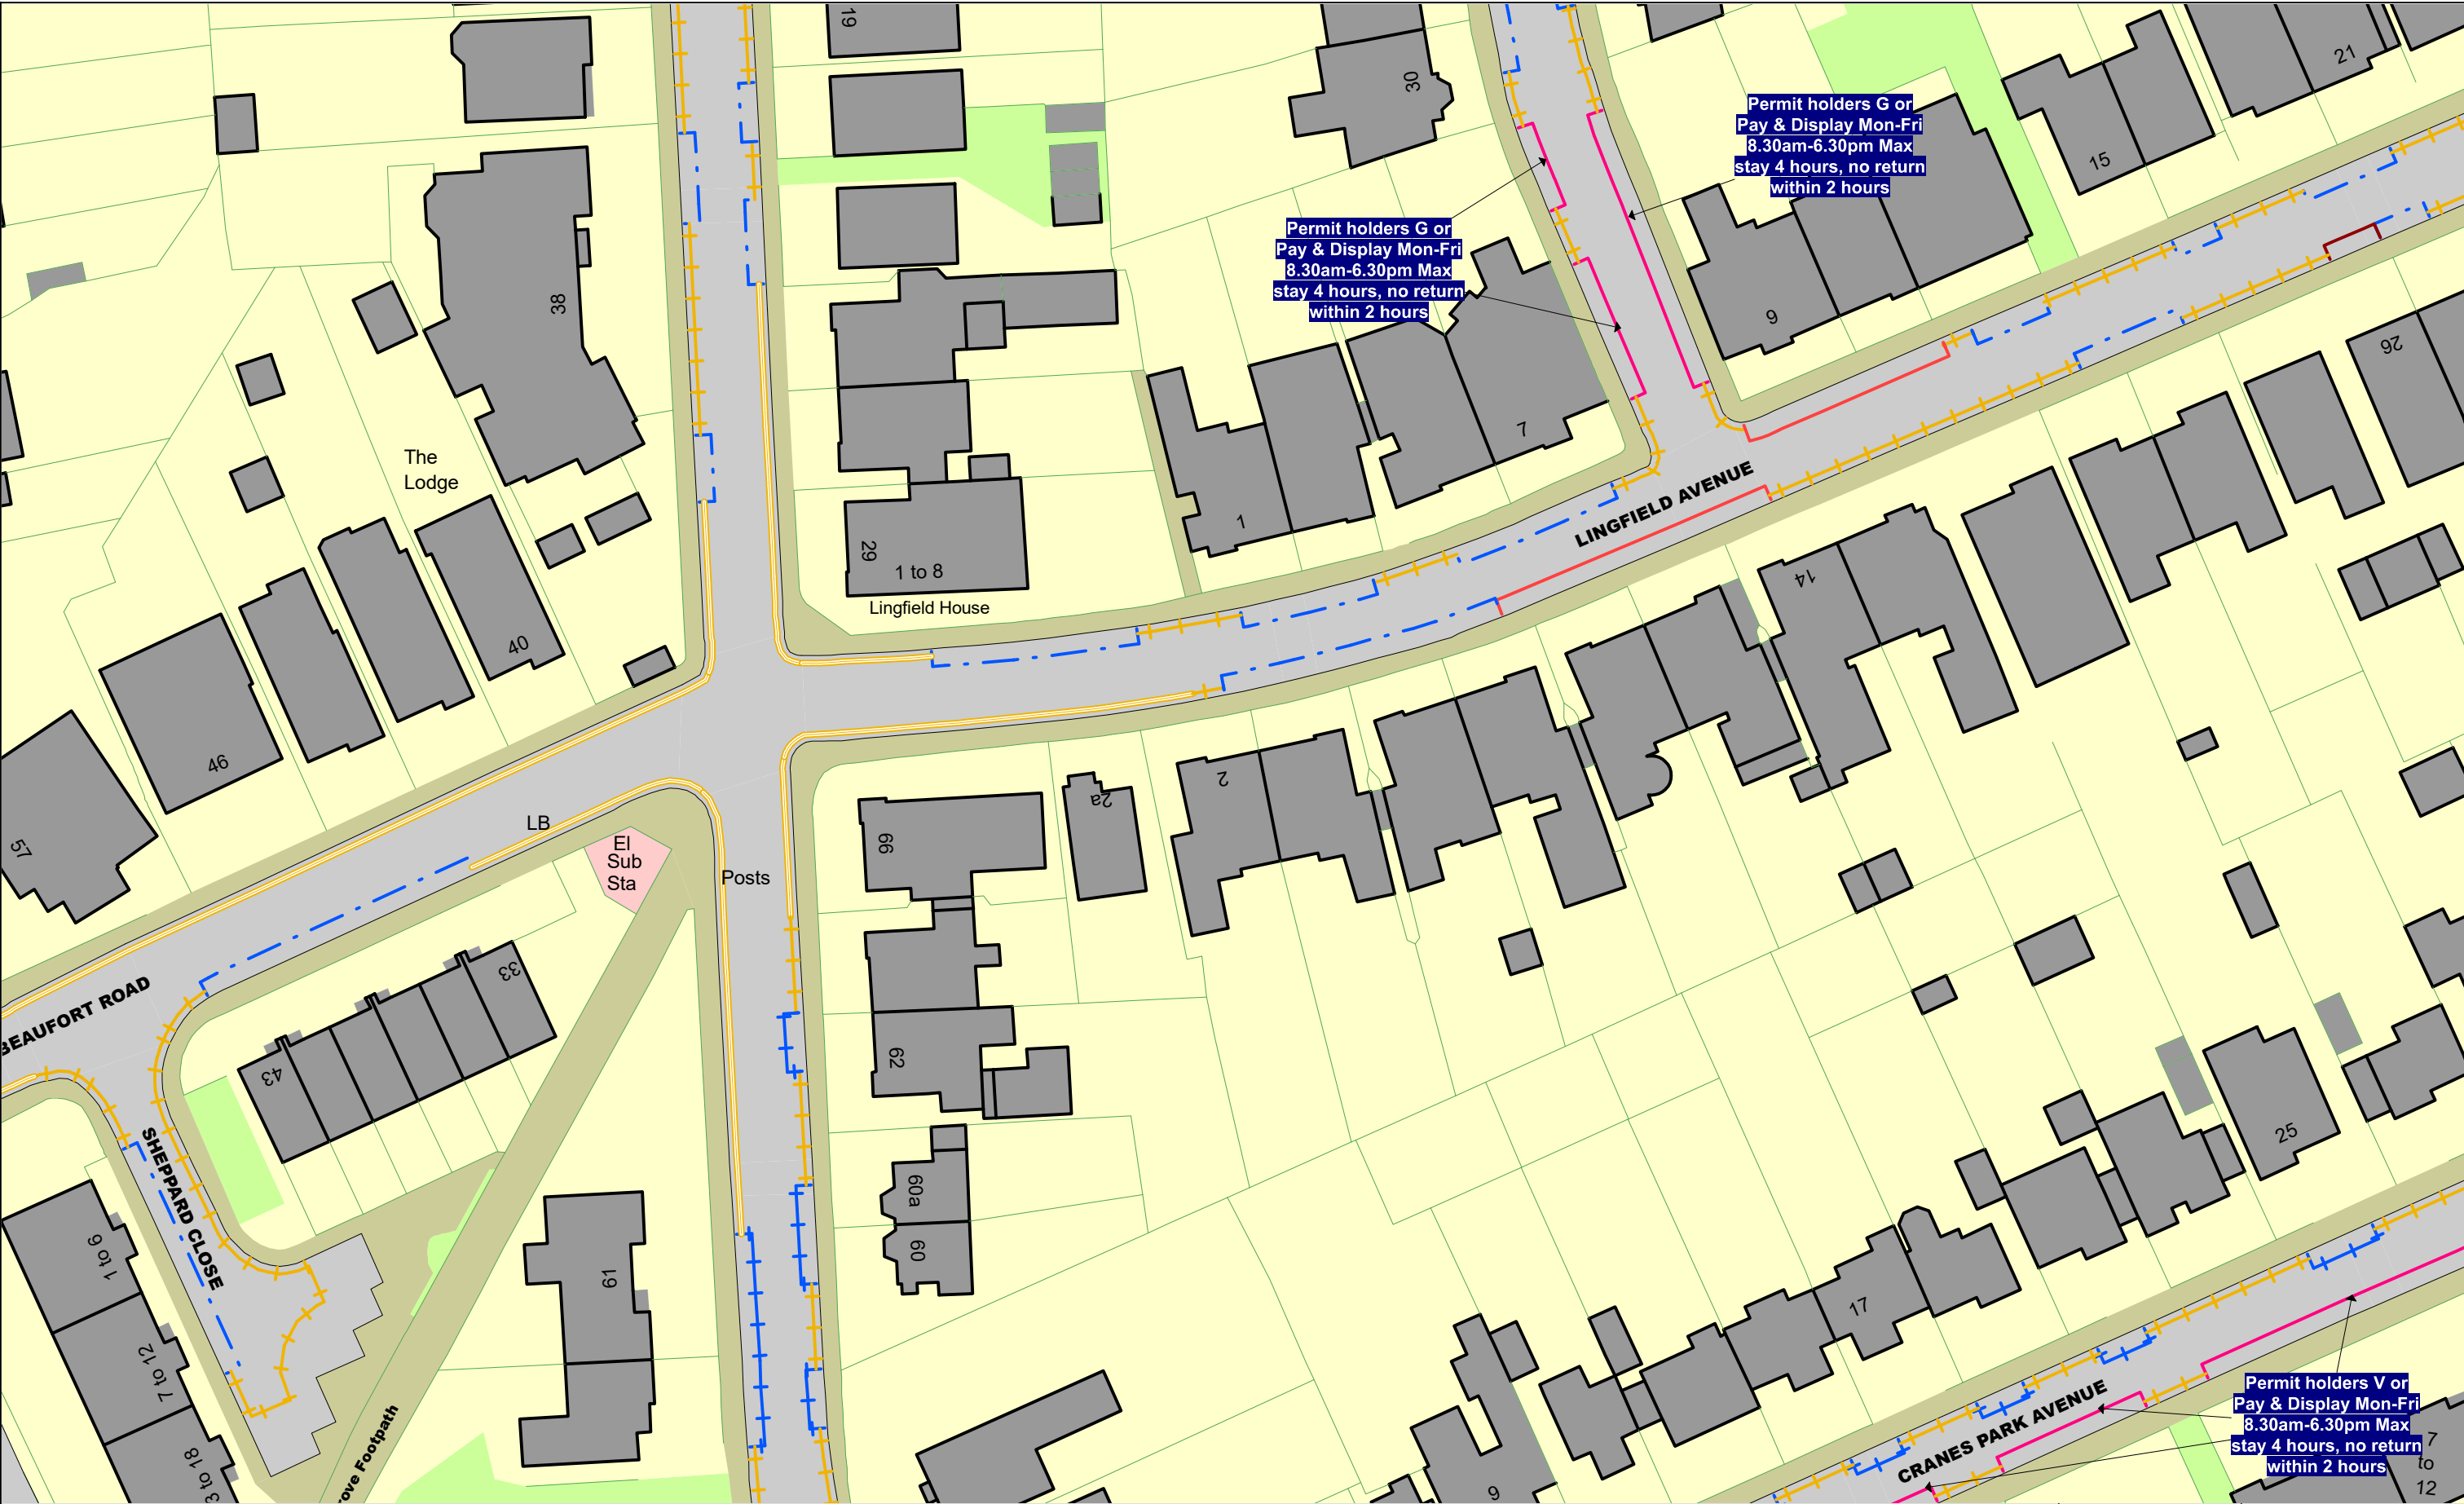 19
30
Permit holders G or
Pay & Display Mon-Fri
8.30am-6.30pm Max
stay 4 hours, no return
within 2 hours
21
15
Permit holders G or
Pay & Display Mon-Fri
8.30am-6.30pm Max
stay 4 hours, no return
within 2 hours
38
9
26
The
Lodge
7
1
29
1 to 8
Lingfield House
LINGFIELD AVENUE
14
40
46
57
2
2a
66
LB
El
Sub
Sta
Posts
33
43
BEAUFORT ROAD
62
SHEPPARD CLOSE
60a
60
61
1 to 6
7 to 12
3 to 18
ove Footpath
25
17
9
CRANES PARK AVENUE
Permit holders V or
Pay & Display Mon-Fri
8.30am-6.30pm Max
stay 4 hours, no return
within 2 hours
7
to
12